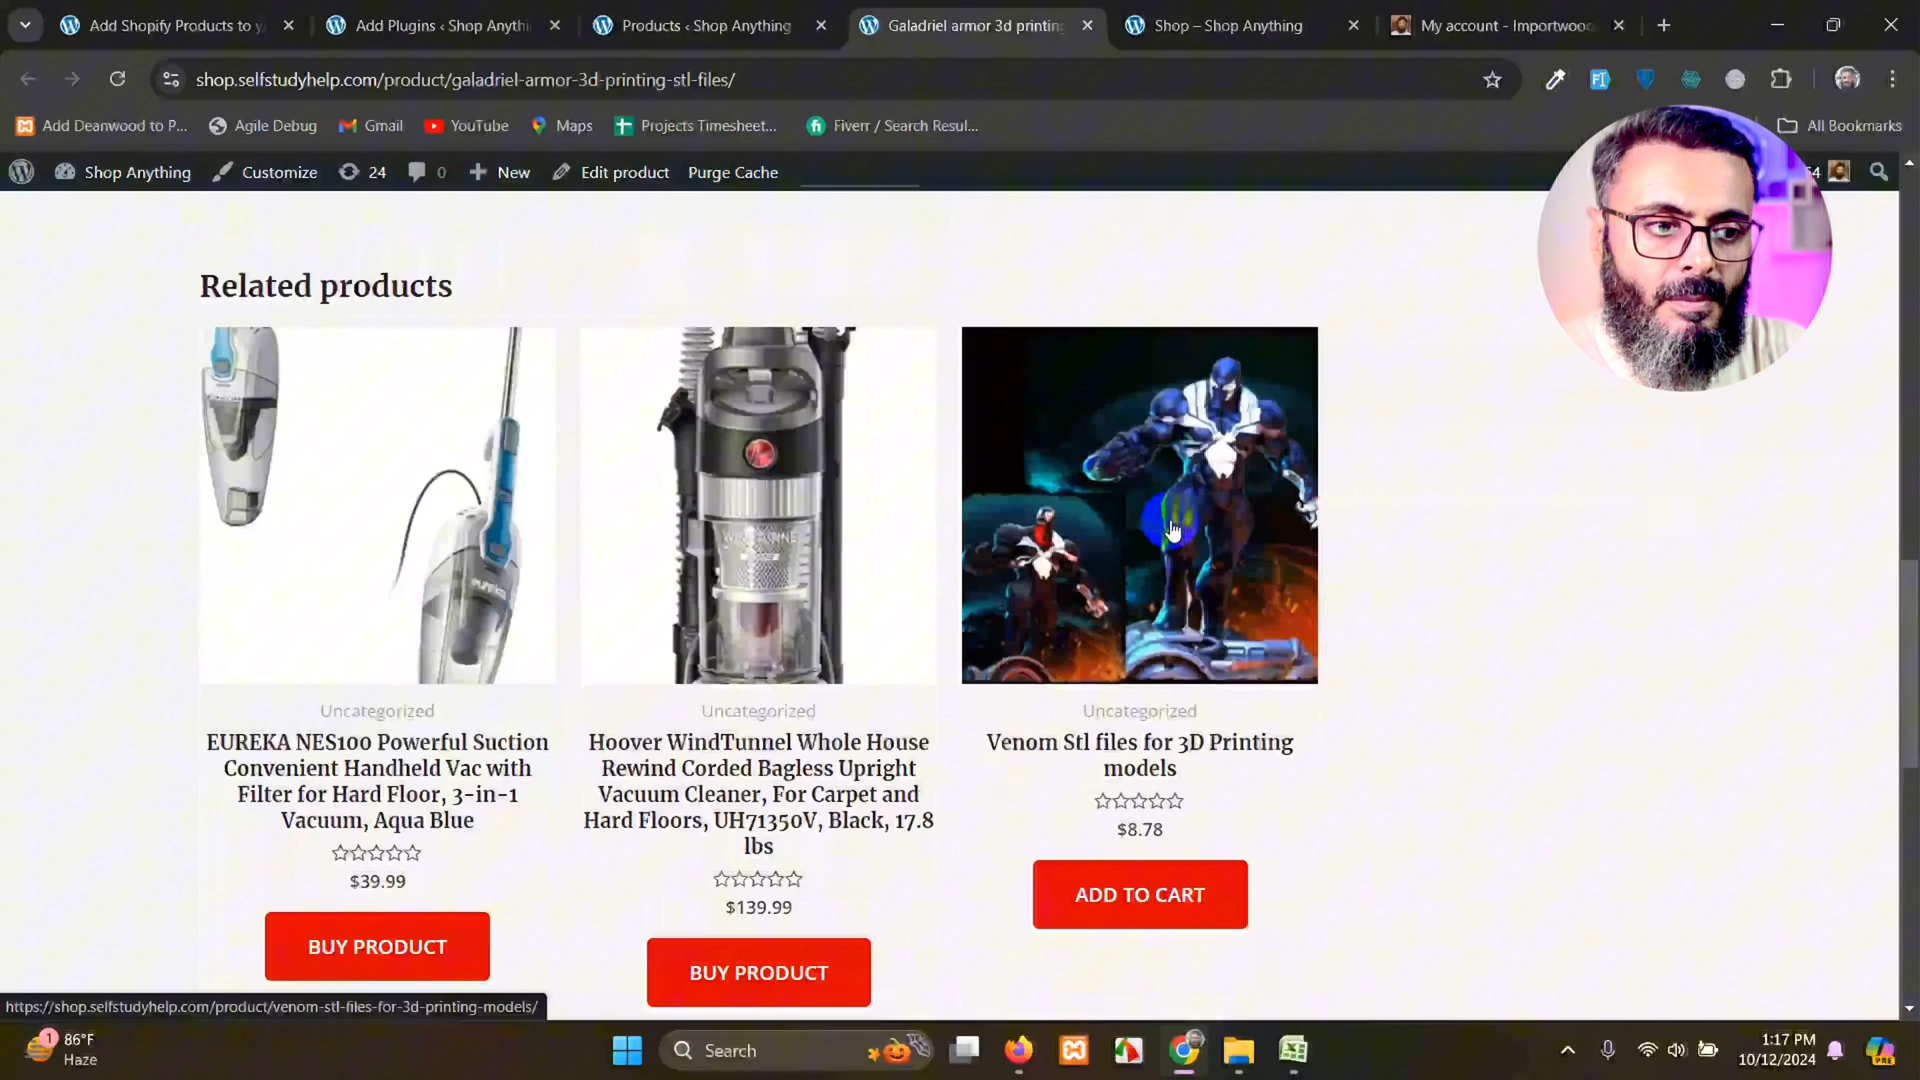 Add Shopify Products to y
Add Plugins ‹ Shop Anythi
Products ‹ Shop Anything
Galadriel armor 3d printing
Shop – Shop Anything
My account - Importwoo
shop.selfstudyhelp.com/product/galadriel-armor-3d-printing-stl-files/
Add Deanwood to P...
Agile Debug
Gmail
YouTube
Maps
Projects Timesheet...
Fiverr / Search Resul...
All Bookmarks
Shop Anything
Customize
24
0
New
Edit product
Purge Cache
Related products
Uncategorized
EUREKA NES100 Powerful Suction
Convenient Handheld Vac with
Filter for Hard Floor, 3-in-1
Vacuum, Aqua Blue
$39.99
BUY PRODUCT
Uncategorized
Hoover WindTunnel Whole House
Rewind Corded Bagless Upright
Vacuum Cleaner, For Carpet and
Hard Floors, UH71350V, Black, 17.8
lbs
$139.99
BUY PRODUCT
Uncategorized
Venom Stl files for 3D Printing
models
$8.78
ADD TO CART
https://shop.selfstudyhelp.com/product/venom-stl-files-for-3d-printing-models/
1
86°F
Haze
Search
1:17 PM
10/12/2024